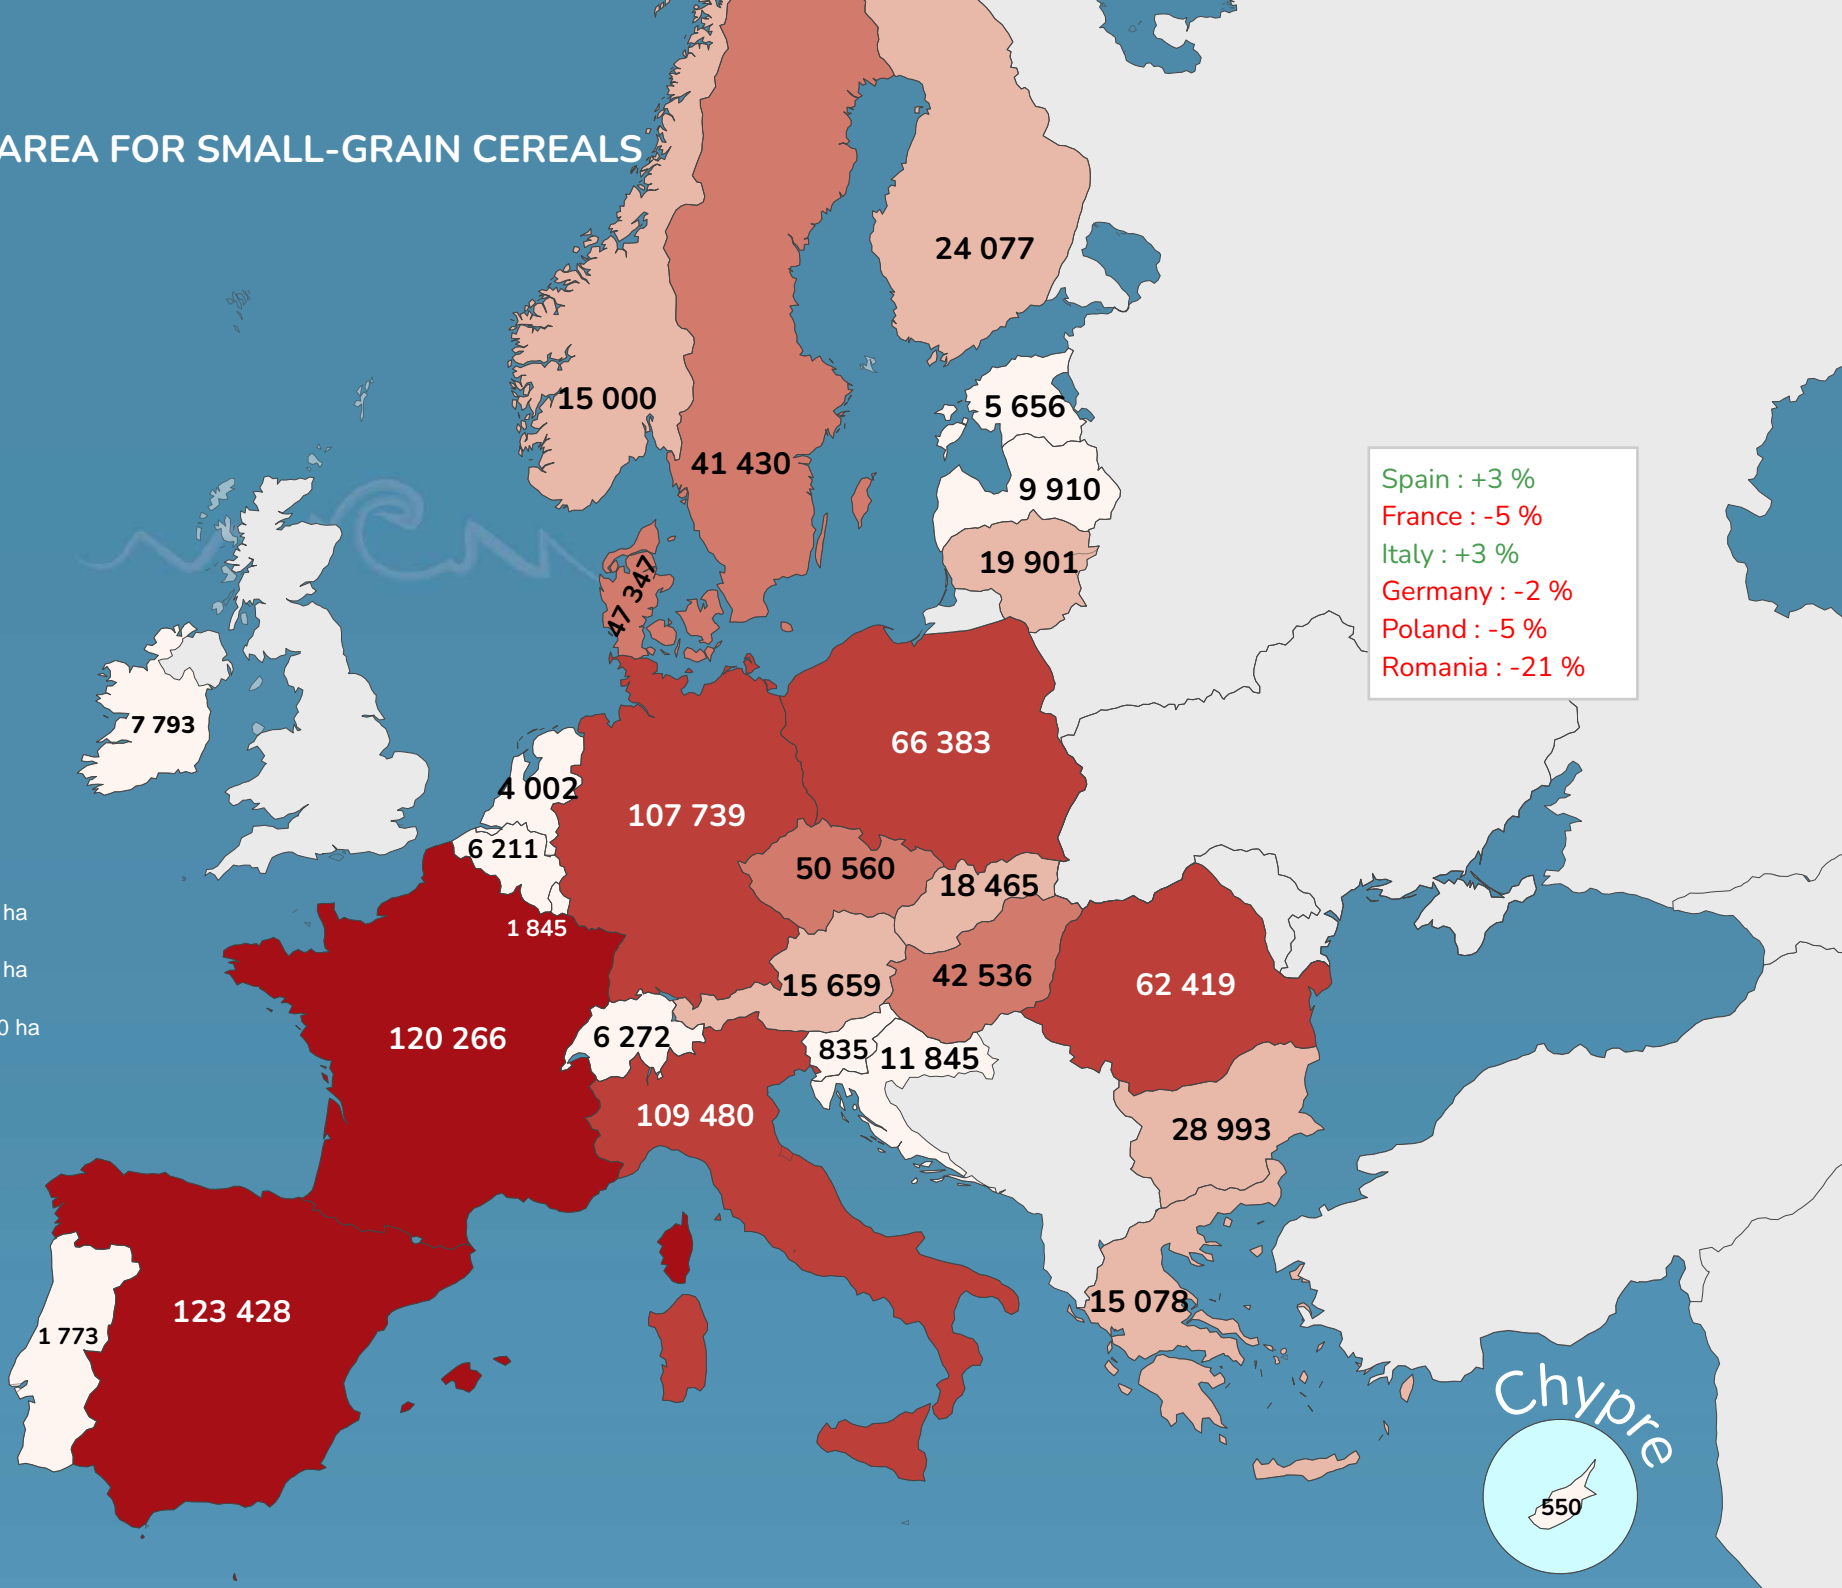 AREA FOR SMALL-GRAIN CEREALS
24 077
15 000
5 656
41 430
9 910
Spain : +3 %
France : -5 %
Italy : +3 %
Germany : -2 %
Poland : -5 %
Romania : -21 %
19 901
47 347
7 793
66 383
4 002
107 739
6 211
50 560
18 465
ha
1 845
ha
42 536
15 659
62 419
0 ha
120 266
6 272
835
11 845
109 480
28 993
15 078
123 428
1 773
Chypre
550